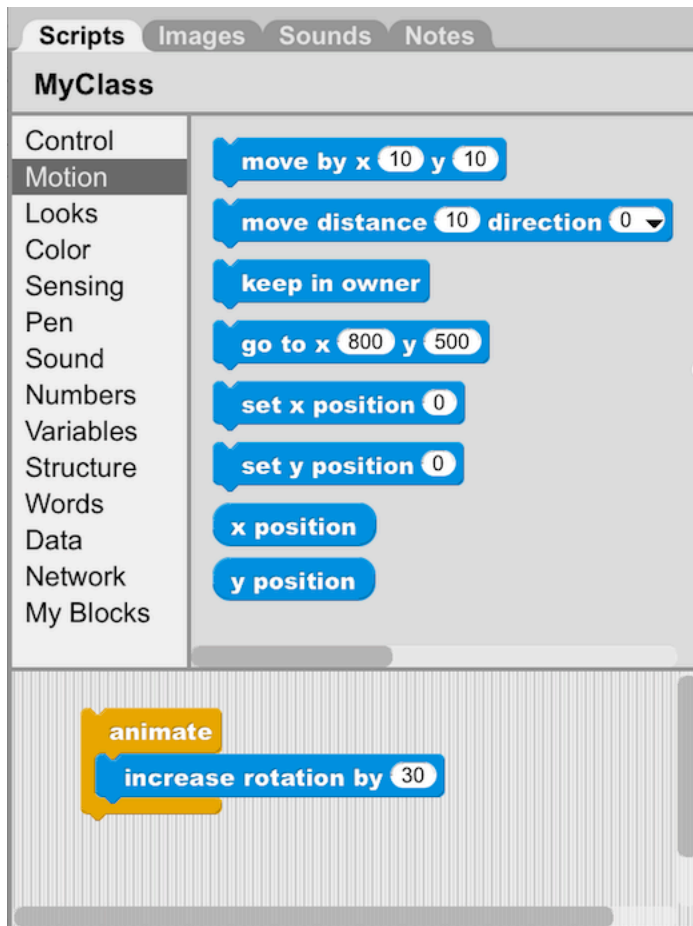 Scripts Images Sounds Notes
MyClass
Control
Motion
Looks
Color
Sensing
Pen
Sound
Numbers
Variables
Structure
Words
Data
Network
My Blocks
move by x 10 y 10
move distance 10 direction 0
keep in owner
go to x 800 y 500
set x position 0
set y position 0
x position
y position
animate
increase rotation by 30